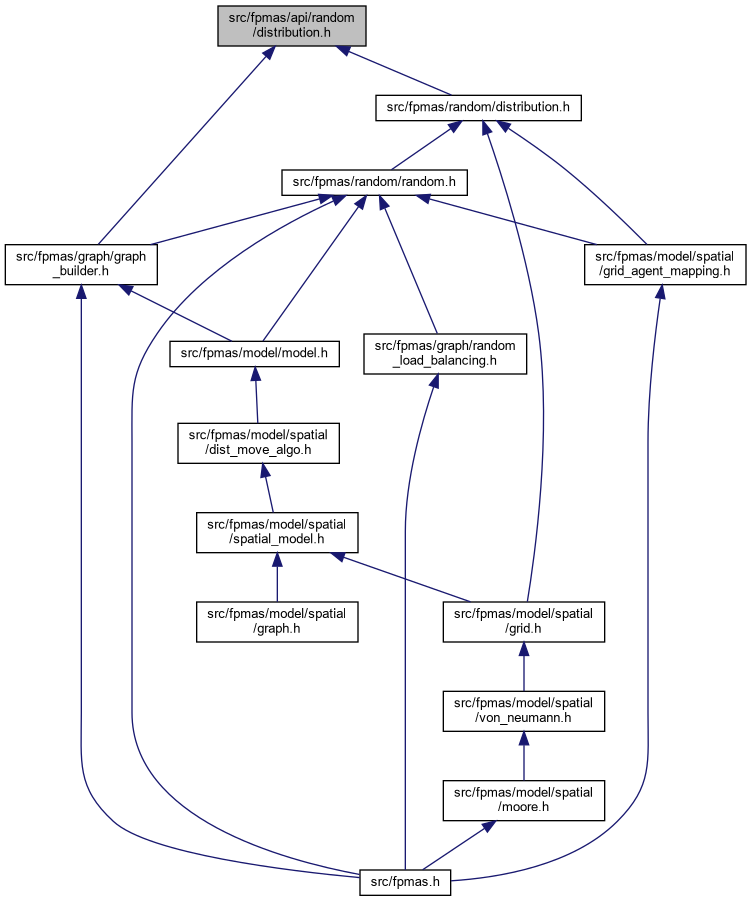 src/fpmas/api/random
/distribution.h
src/fpmas/random/distribution.h
src/fpmas/random/random.h
src/fpmas/graph/graph
_builder.h
src/fpmas/model/spatial
/grid_agent_mapping.h
src/fpmas/model/model.h
src/fpmas/graph/random
_load_balancing.h
src/fpmas/model/spatial
/dist_move_algo.h
src/fpmas/model/spatial
/spatial_model.h
src/fpmas/model/spatial
/graph.h
src/fpmas/model/spatial
/grid.h
src/fpmas/model/spatial
/von_neumann.h
src/fpmas/model/spatial
/moore.h
src/fpmas.h